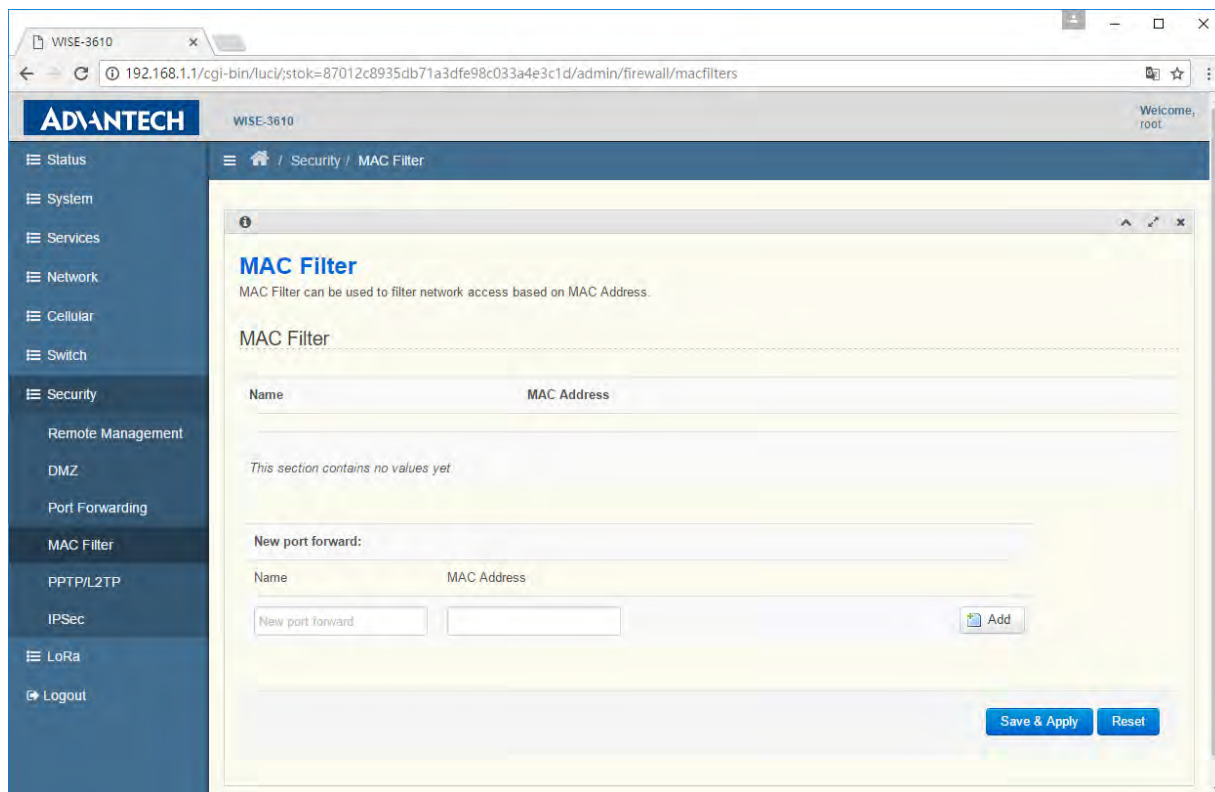 WISE-3610
192.168.1.1/cgi-bin/luci/;stok=87012c8935db71a3dfe98c033a4e3c1d/admin/firewall/macfilters
ADVANTECH
WISE-3610
Welcome,
root
Status
/ Security / MAC Filter
System
Services
Network
Cellular
Switch
Security
Remote Management
DMZ
Port Forwarding
MAC Filter
PPTP/L2TP
IPSec
LoRa
Logout
MAC Filter
MAC Filter can be used to filter network access based on MAC Address.
MAC Filter
Name MAC Address
This section contains no values yet
New port forward:
Name MAC Address
New port forward Add
Save & Apply Reset